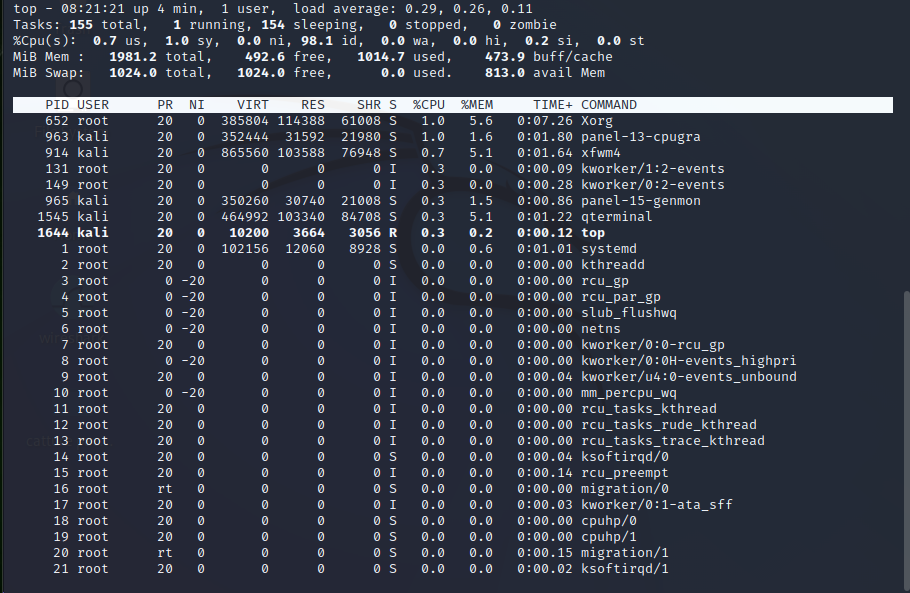 top - 08:21:21 up 4 min,  1 user,  load average: 0.29, 0.26, 0.11
Tasks: 155 total,   1 running, 154 sleeping,   0 stopped,   0 zombie
%Cpu(s):  0.7 us,  1.0 sy,  0.0 ni, 98.1 id,  0.0 wa,  0.0 hi,  0.2 si,  0.0 st
MiB Mem :   1981.2 total,    492.6 free,   1014.7 used,    473.9 buff/cache
MiB Swap:   1024.0 total,   1024.0 free,      0.0 used.    813.0 avail Mem
PID USER      PR  NI    VIRT    RES    SHR S  %CPU  %MEM     TIME+ COMMAND
652 root      20   0  385804 114388  61008 S   1.0   5.6   0:07.26 Xorg
963 kali      20   0  352444  31592  21980 S   1.0   1.6   0:01.80 panel-13-cpugra
914 kali      20   0  865560 103588  76948 S   0.7   5.1   0:01.64 xfwm4
131 root      20   0       0      0      0 I   0.3   0.0   0:00.09 kworker/1:2-events
149 root      20   0       0      0      0 I   0.3   0.0   0:00.28 kworker/0:2-events
965 kali      20   0  350260  30740  21008 S   0.3   1.5   0:00.86 panel-15-genmon
1545 kali      20   0  464992 103340  84708 S   0.3   5.1   0:01.22 qterminal
1644 kali      20   0   10200   3664   3056 R   0.3   0.2   0:00.12 top
1 root      20   0  102156  12060   8928 S   0.0   0.6   0:01.01 systemd
2 root      20   0       0      0      0 S   0.0   0.0   0:00.00 kthreadd
3 root       0 -20       0      0      0 I   0.0   0.0   0:00.00 rcu_gp
4 root       0 -20       0      0      0 I   0.0   0.0   0:00.00 rcu_par_gp
5 root       0 -20       0      0      0 I   0.0   0.0   0:00.00 slub_flushwq
6 root       0 -20       0      0      0 I   0.0   0.0   0:00.00 netns
7 root      20   0       0      0      0 I   0.0   0.0   0:00.00 kworker/0:0-rcu_gp
8 root       0 -20       0      0      0 I   0.0   0.0   0:00.00 kworker/0:0H-events_highpri
9 root      20   0       0      0      0 I   0.0   0.0   0:00.04 kworker/u4:0-events_unbound
10 root       0 -20       0      0      0 I   0.0   0.0   0:00.00 mm_percpu_wq
11 root      20   0       0      0      0 I   0.0   0.0   0:00.00 rcu_tasks_kthread
12 root      20   0       0      0      0 I   0.0   0.0   0:00.00 rcu_tasks_rude_kthread
13 root      20   0       0      0      0 I   0.0   0.0   0:00.00 rcu_tasks_trace_kthread
14 root      20   0       0      0      0 S   0.0   0.0   0:00.04 ksoftirqd/0
15 root      20   0       0      0      0 I   0.0   0.0   0:00.14 rcu_preempt
16 root      rt   0       0      0      0 S   0.0   0.0   0:00.00 migration/0
17 root      20   0       0      0      0 I   0.0   0.0   0:00.03 kworker/0:1-ata_sff
18 root      20   0       0      0      0 S   0.0   0.0   0:00.00 cpuhp/0
19 root      20   0       0      0      0 S   0.0   0.0   0:00.00 cpuhp/1
20 root      rt   0       0      0      0 S   0.0   0.0   0:00.15 migration/1
21 root      20   0       0      0      0 S   0.0   0.0   0:00.02 ksoftirqd/1